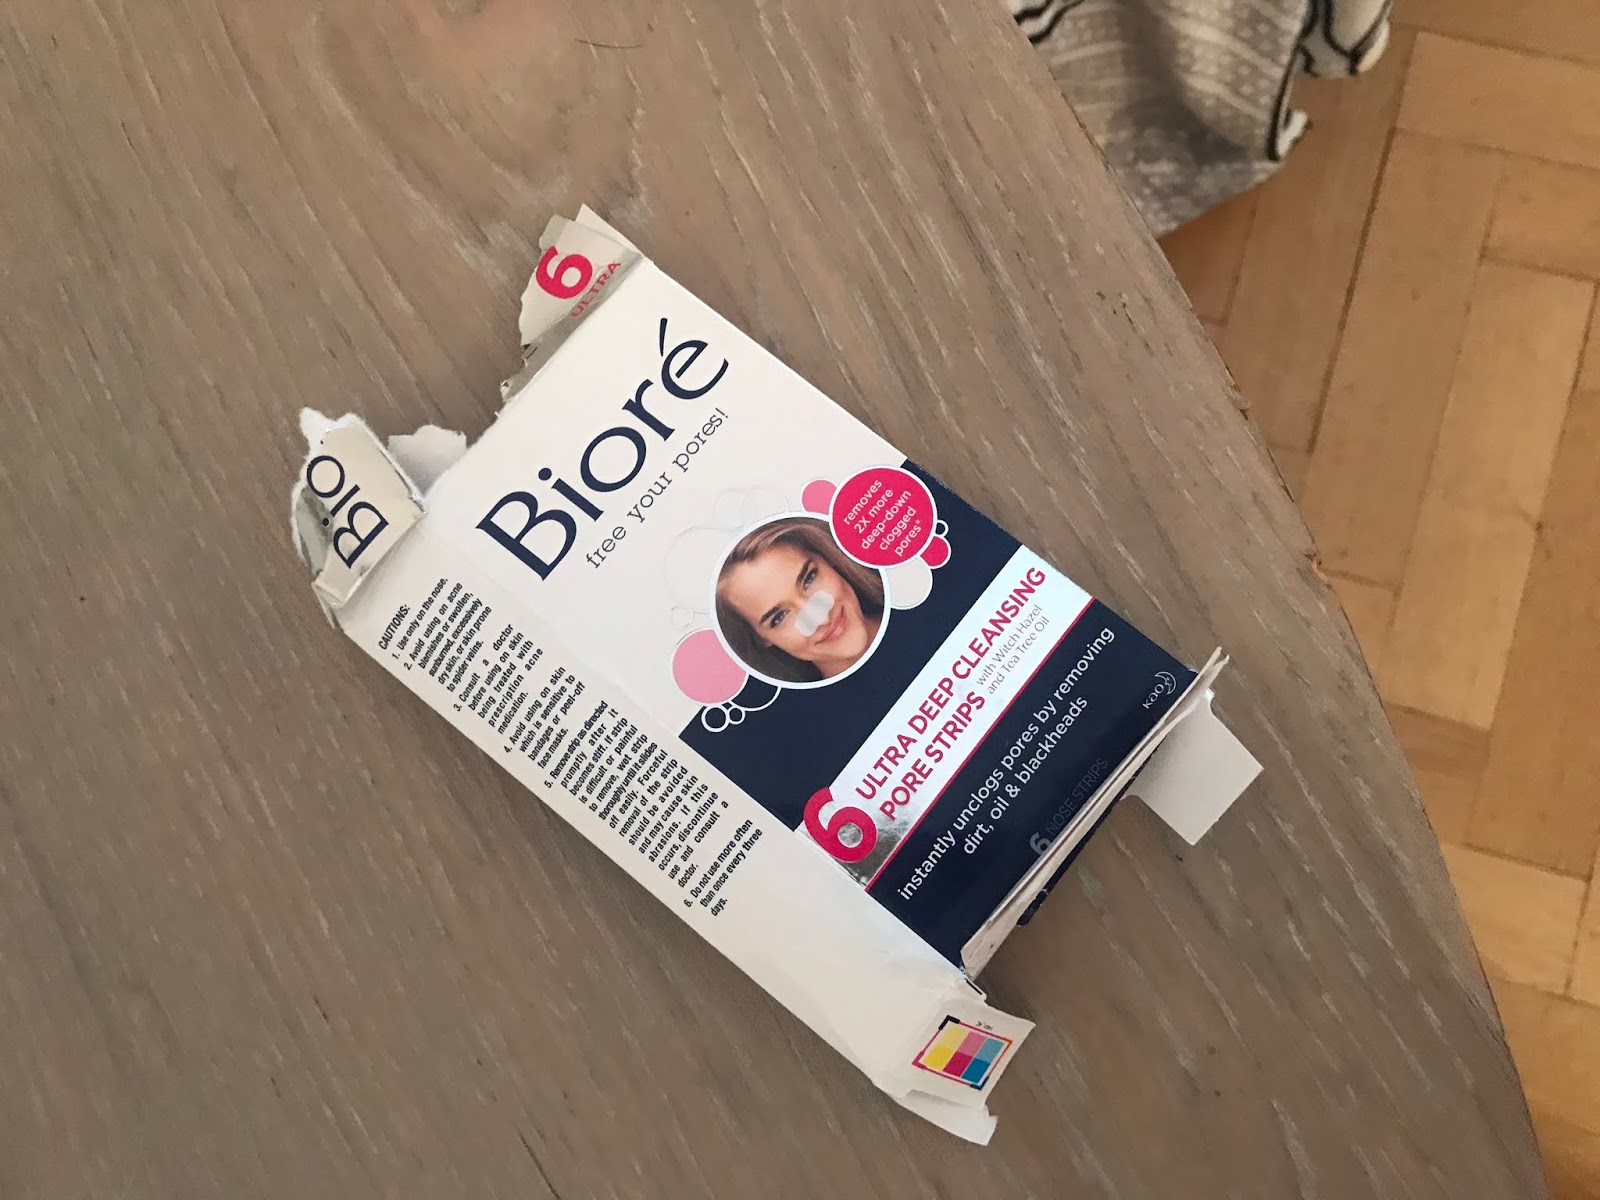 6
ULTRA
Bio
Bioré
free your pores!
removes
2X more
deep-down
clogged
pores*
6
ULTRA DEEP CLEANSING
PORE STRIPS
with Witch Hazel
and Tea Tree Oil
instantly unclogs pores by removing
dirt, oil & blackheads
6 NOSE STRIPS
Kao
CAUTIONS:
1. Use only on the nose.
2. Avoid using on acne
blemishes or swollen,
sunburned, excessively
dry skin, or skin prone
to spider veins.
3. Consult a doctor
before using on skin
being treated with
prescription acne
medication.
4. Avoid using on skin
which is sensitive to
bandages or peel-off
face masks.
5. Remove strip as directed
promptly after it
becomes stiff. If strip
is difficult or painful
to remove, wet strip
thoroughly until it slides
off easily. Forceful
removal of the strip
should be avoided
and may cause skin
abrasions. If this
occurs, discontinue
use and consult a
doctor.
6. Do not use more often
than once every three
days.